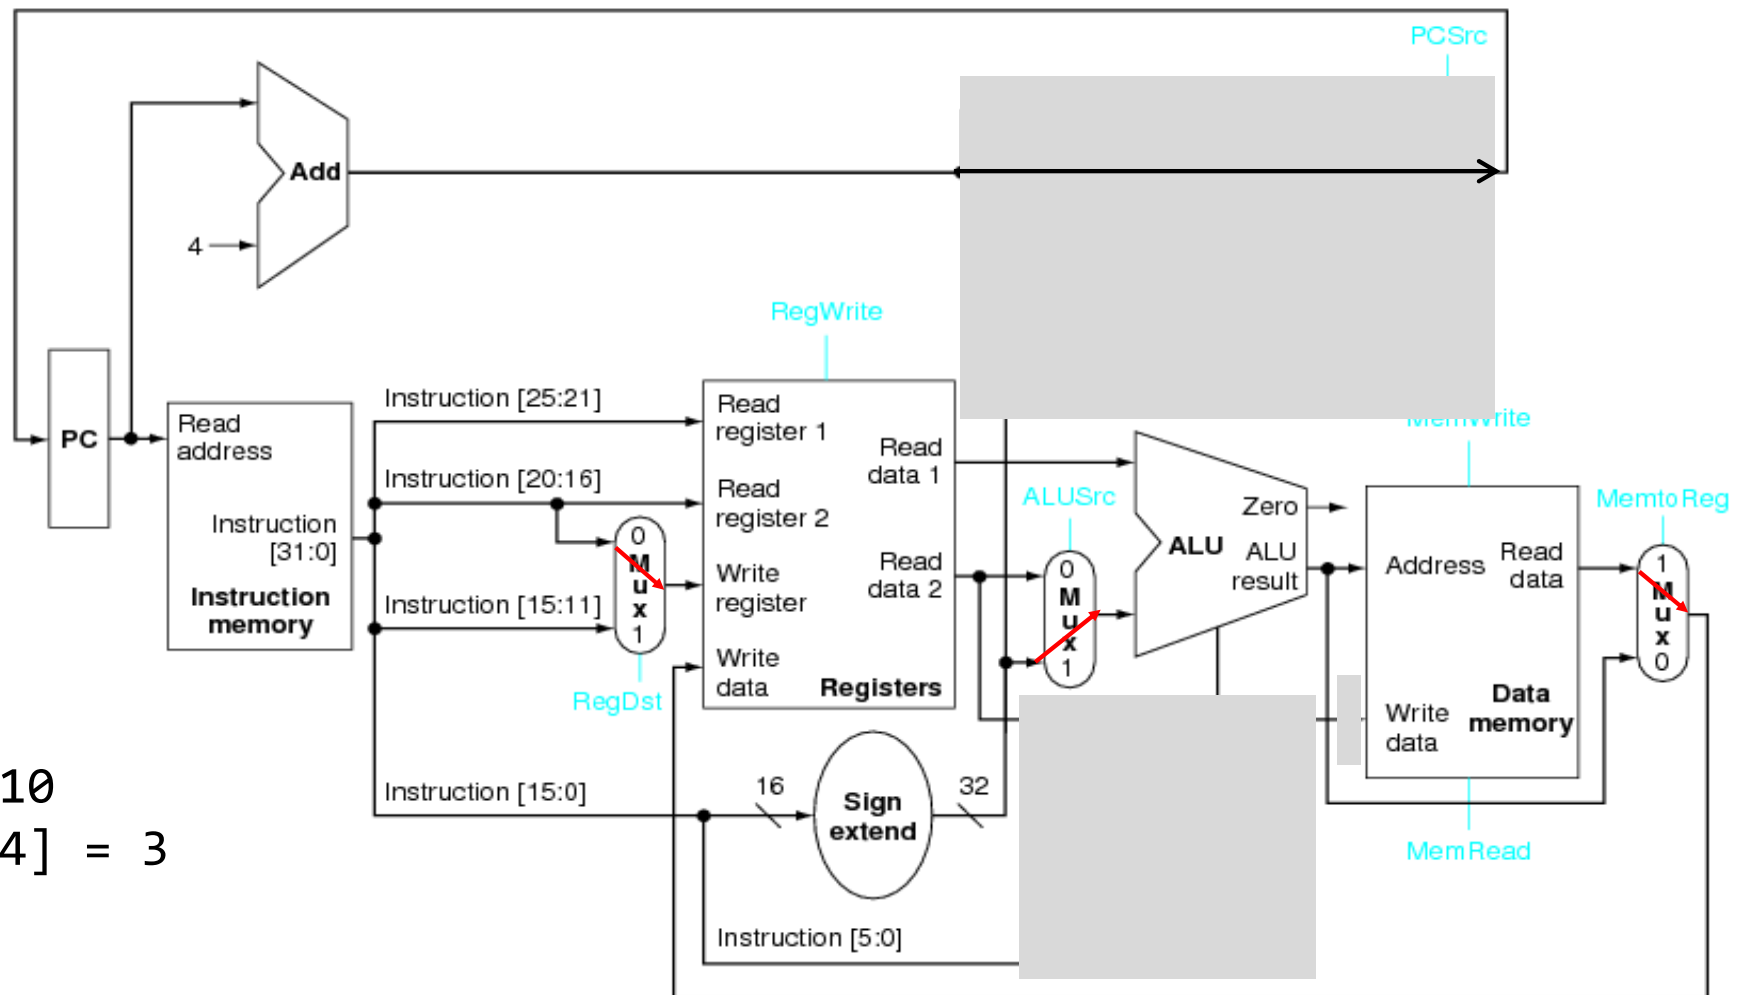 PCSrc
Add
4
RegWrite
PC
Read
address
Instruction
[31:0]
Instruction
memory
Instruction [25:21]
Instruction [20:16]
Instruction [15:11]
Instruction [15:0]
Instruction [5:0]
0
M
u
x
1
RegDst
Read
register 1
Read
register 2
Write
register
Write
data
Read
data 1
Read
data 2
Registers
16
Sign
extend
32
ALUSrc
0
M
u
x
1
Zero
ALU
ALU
result
MemWrite
Address
Read
data
Write
data
Data
memory
MemRead
MemtoReg
1
M
u
x
0
10
4] = 3